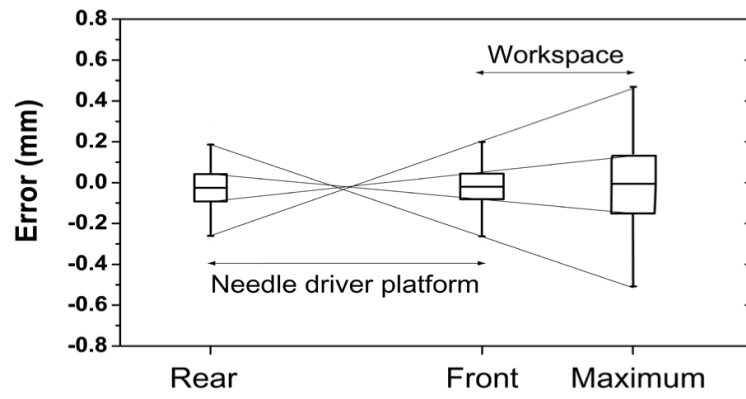 0.8
0.6
0.4
0.2
0.0
-0.2
-0.4
-0.6
-0.8
Error (mm)
Workspace
Needle driver platform
Rear Front Maximum